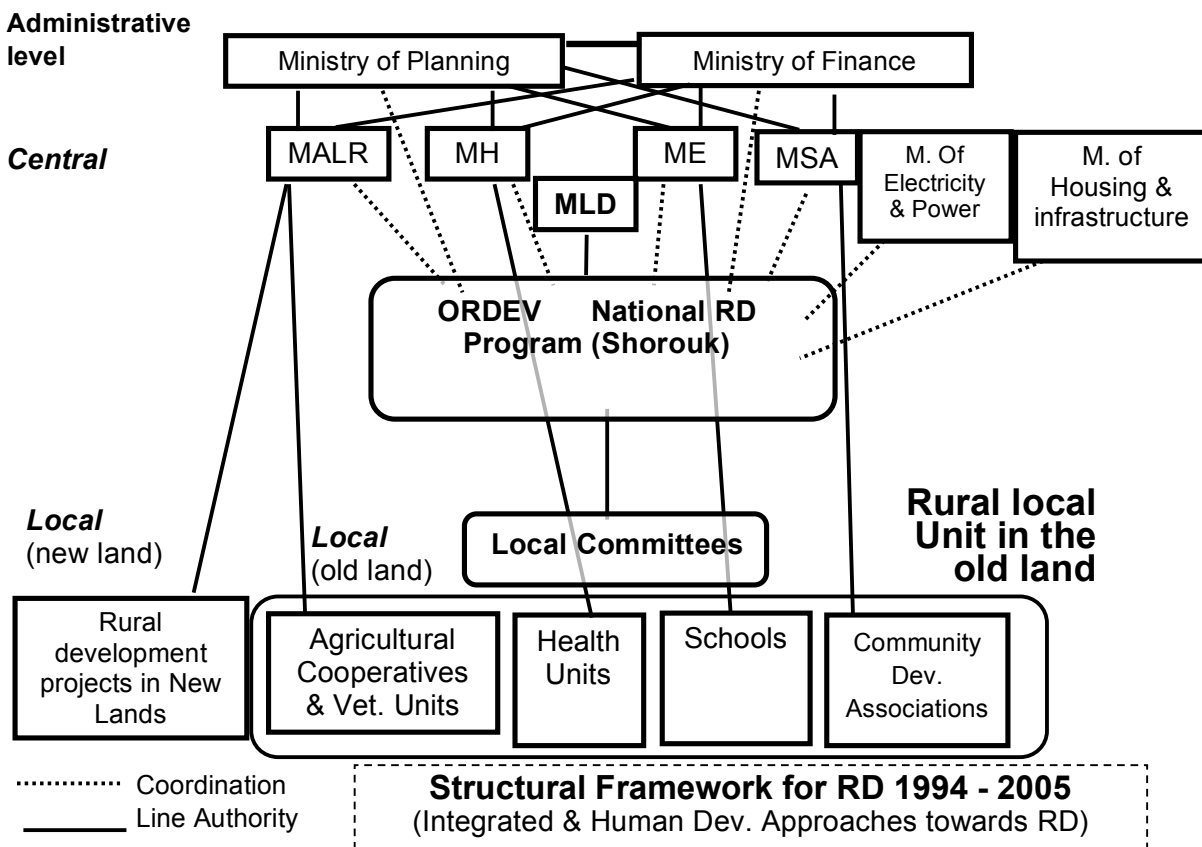 Administrative
level
Ministry of Planning
Ministry of Finance
Central
MALR
MH
ME
MSA
MLD
M. Of
Electricity
& Power
M. of
Housing &
infrastructure
ORDEV National RD
Program (Shorouk)
Local
(new land)
Local
(old land)
Local Committees
Rural local
Unit in the
old land
Rural
development
projects in New
Lands
Agricultural
Cooperatives
& Vet. Units
Health
Units
Schools
Community
Dev.
Associations
Coordination
Line Authority
Structural Framework for RD 1994 - 2005
(Integrated & Human Dev. Approaches towards RD)